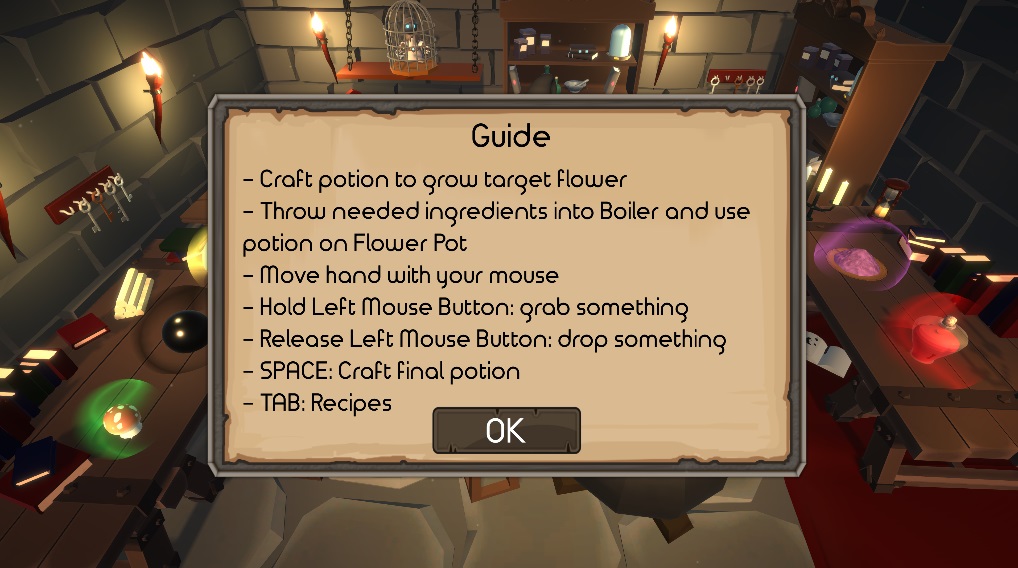 Guide
- Craft potion to grow target flower
- Throw needed ingredients into Boiler and use
potion on Flower Pot
- Move hand with your mouse
- Hold Left Mouse Button: grab something
- Release Left Mouse Button: drop something
- SPACE: Craft final potion
- TAB: Recipes
OK